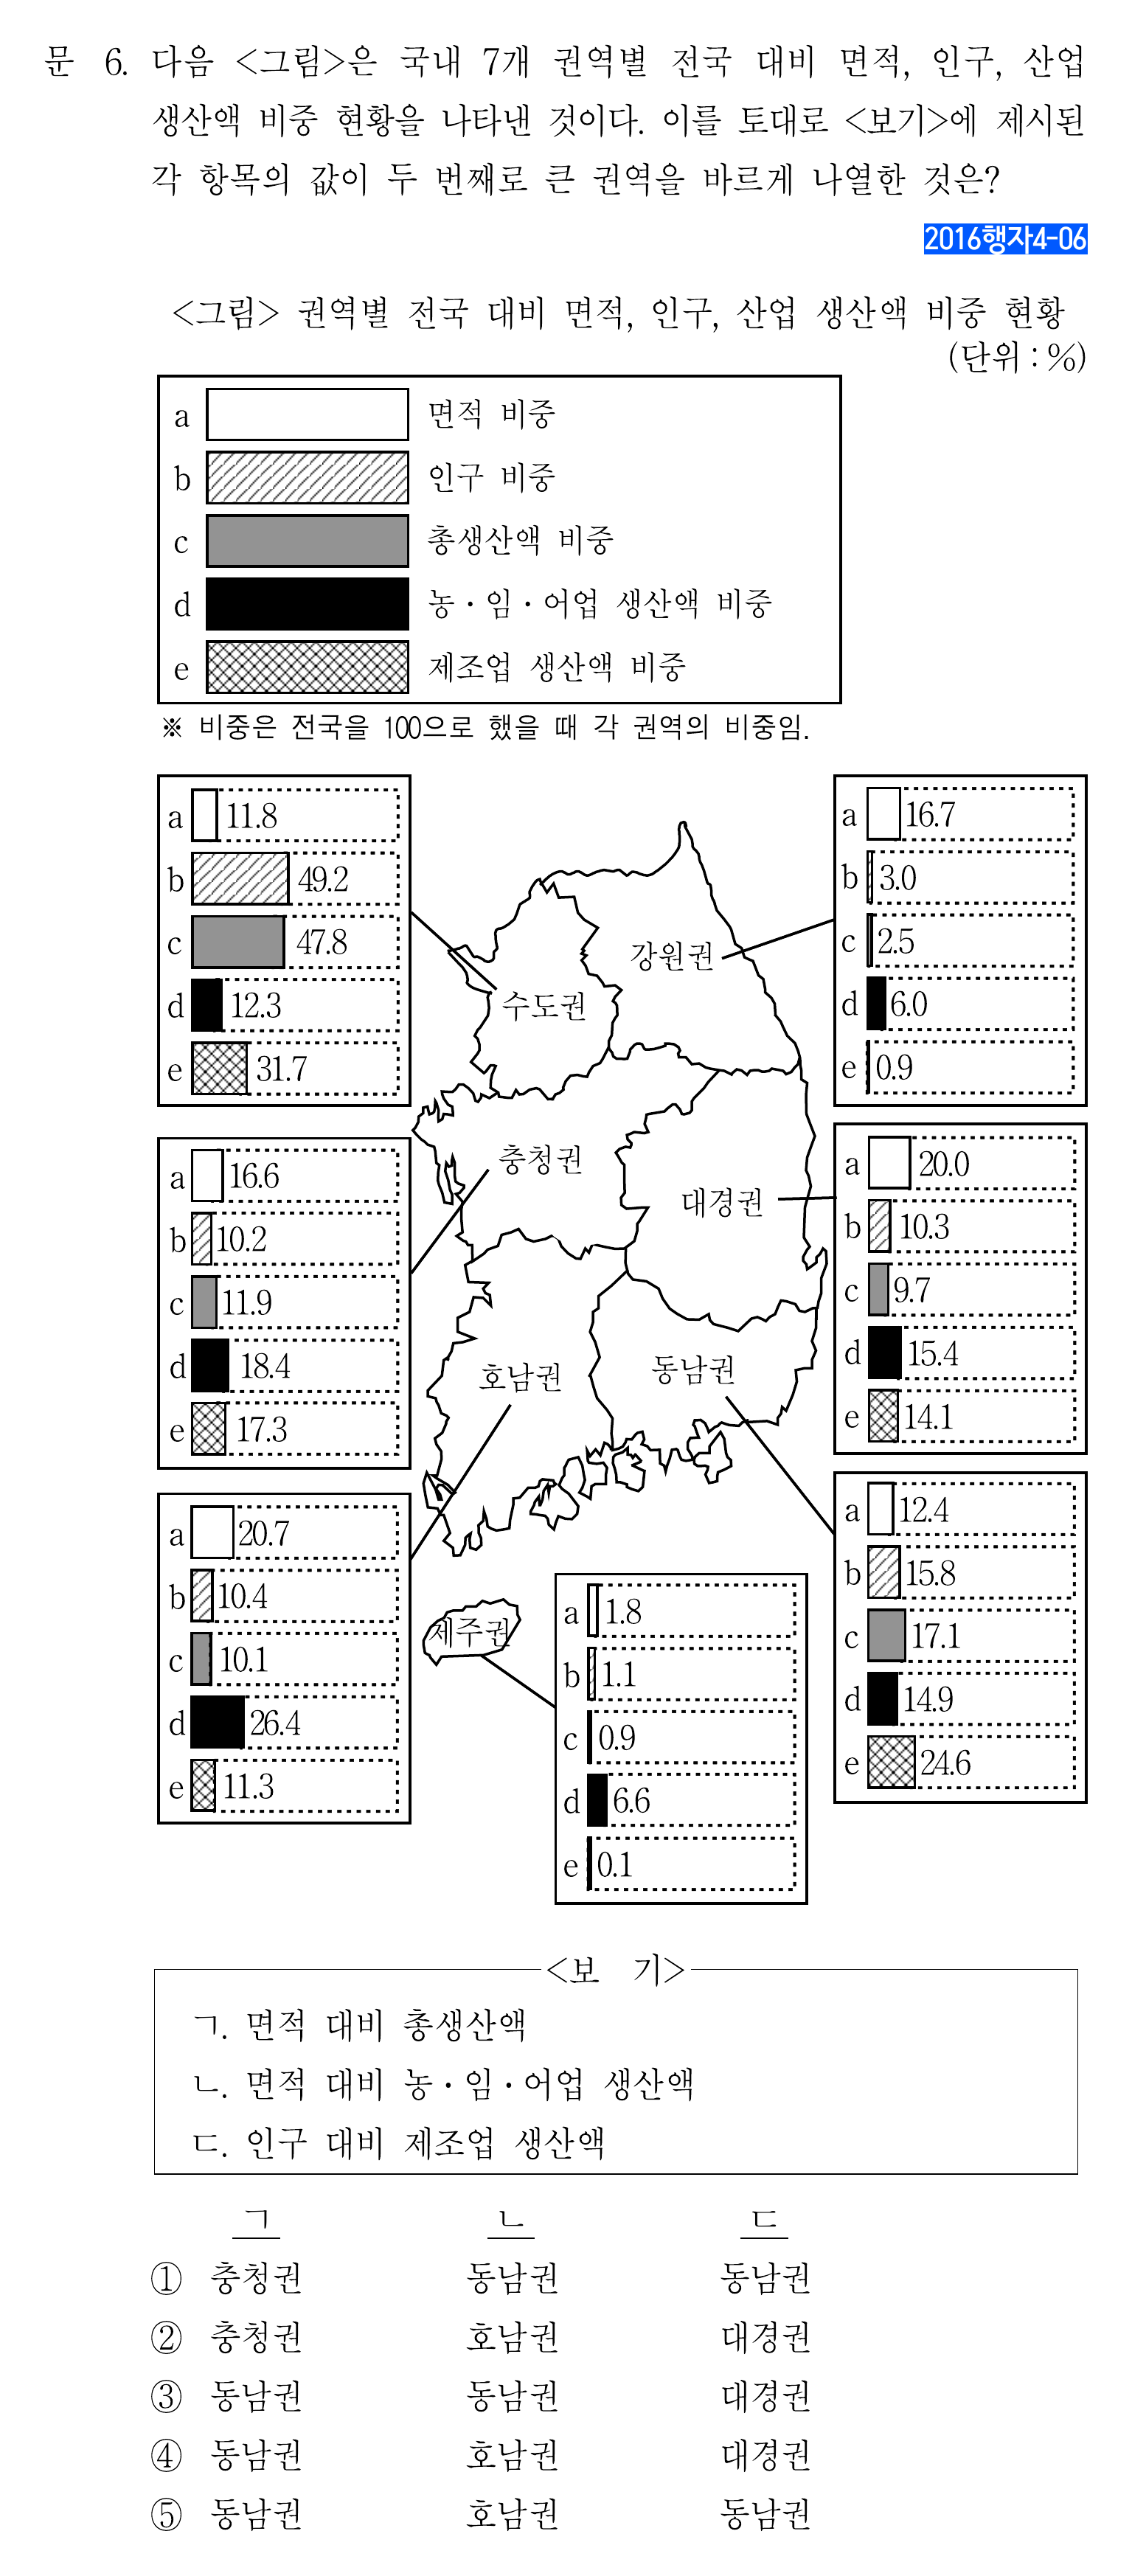 문 6. 다음 <그림>은 국내 7개 권역별 전국 대비 면적, 인구, 산업
생산액 비중 현황을 나타낸 것이다. 이를 토대로 <보기>에 제시된
각 항목의 값이 두 번째로 큰 권역을 바르게 나열한 것은?
2016행자4-06
<그림> 권역별 전국 대비 면적, 인구, 산업 생산액 비중 현황
(단위 : %)
a 면적 비중
b 인구 비중
c 총생산액 비중
d 농·임·어업 생산액 비중
e 제조업 생산액 비중
※ 비중은 전국을 100으로 했을 때 각 권역의 비중임.
a 11.8
b 49.2
c 47.8
d 12.3
e 31.7
수도권
a 16.7
b 3.0
c 2.5
d 6.0
e 0.9
강원권
a 16.6
b 10.2
c 11.9
d 18.4
e 17.3
충청권
a 20.0
b 10.3
c 9.7
d 15.4
e 14.1
대경권
a 20.7
b 10.4
c 10.1
d 26.4
e 11.3
호남권
a 12.4
b 15.8
c 17.1
d 14.9
e 24.6
동남권
제주권
a 1.8
b 1.1
c 0.9
d 6.6
e 0.1
<보 기>
ㄱ. 면적 대비 총생산액
ㄴ. 면적 대비 농·임·어업 생산액
ㄷ. 인구 대비 제조업 생산액
ㄱ ㄴ ㄷ
① 충청권 동남권 동남권
② 충청권 호남권 대경권
③ 동남권 동남권 대경권
④ 동남권 호남권 대경권
⑤ 동남권 호남권 동남권